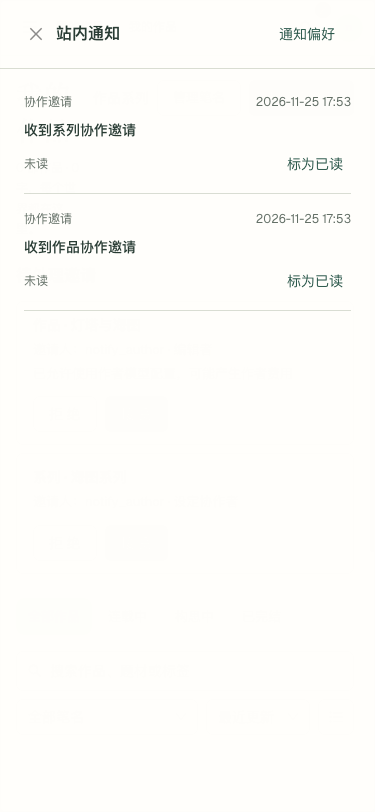 站内通知
通知偏好
协作邀请
2026-11-25 17:53
收到系列协作邀请
未读
标为已读
协作邀请
2026-11-25 17:53
收到作品协作邀请
未读
标为已读